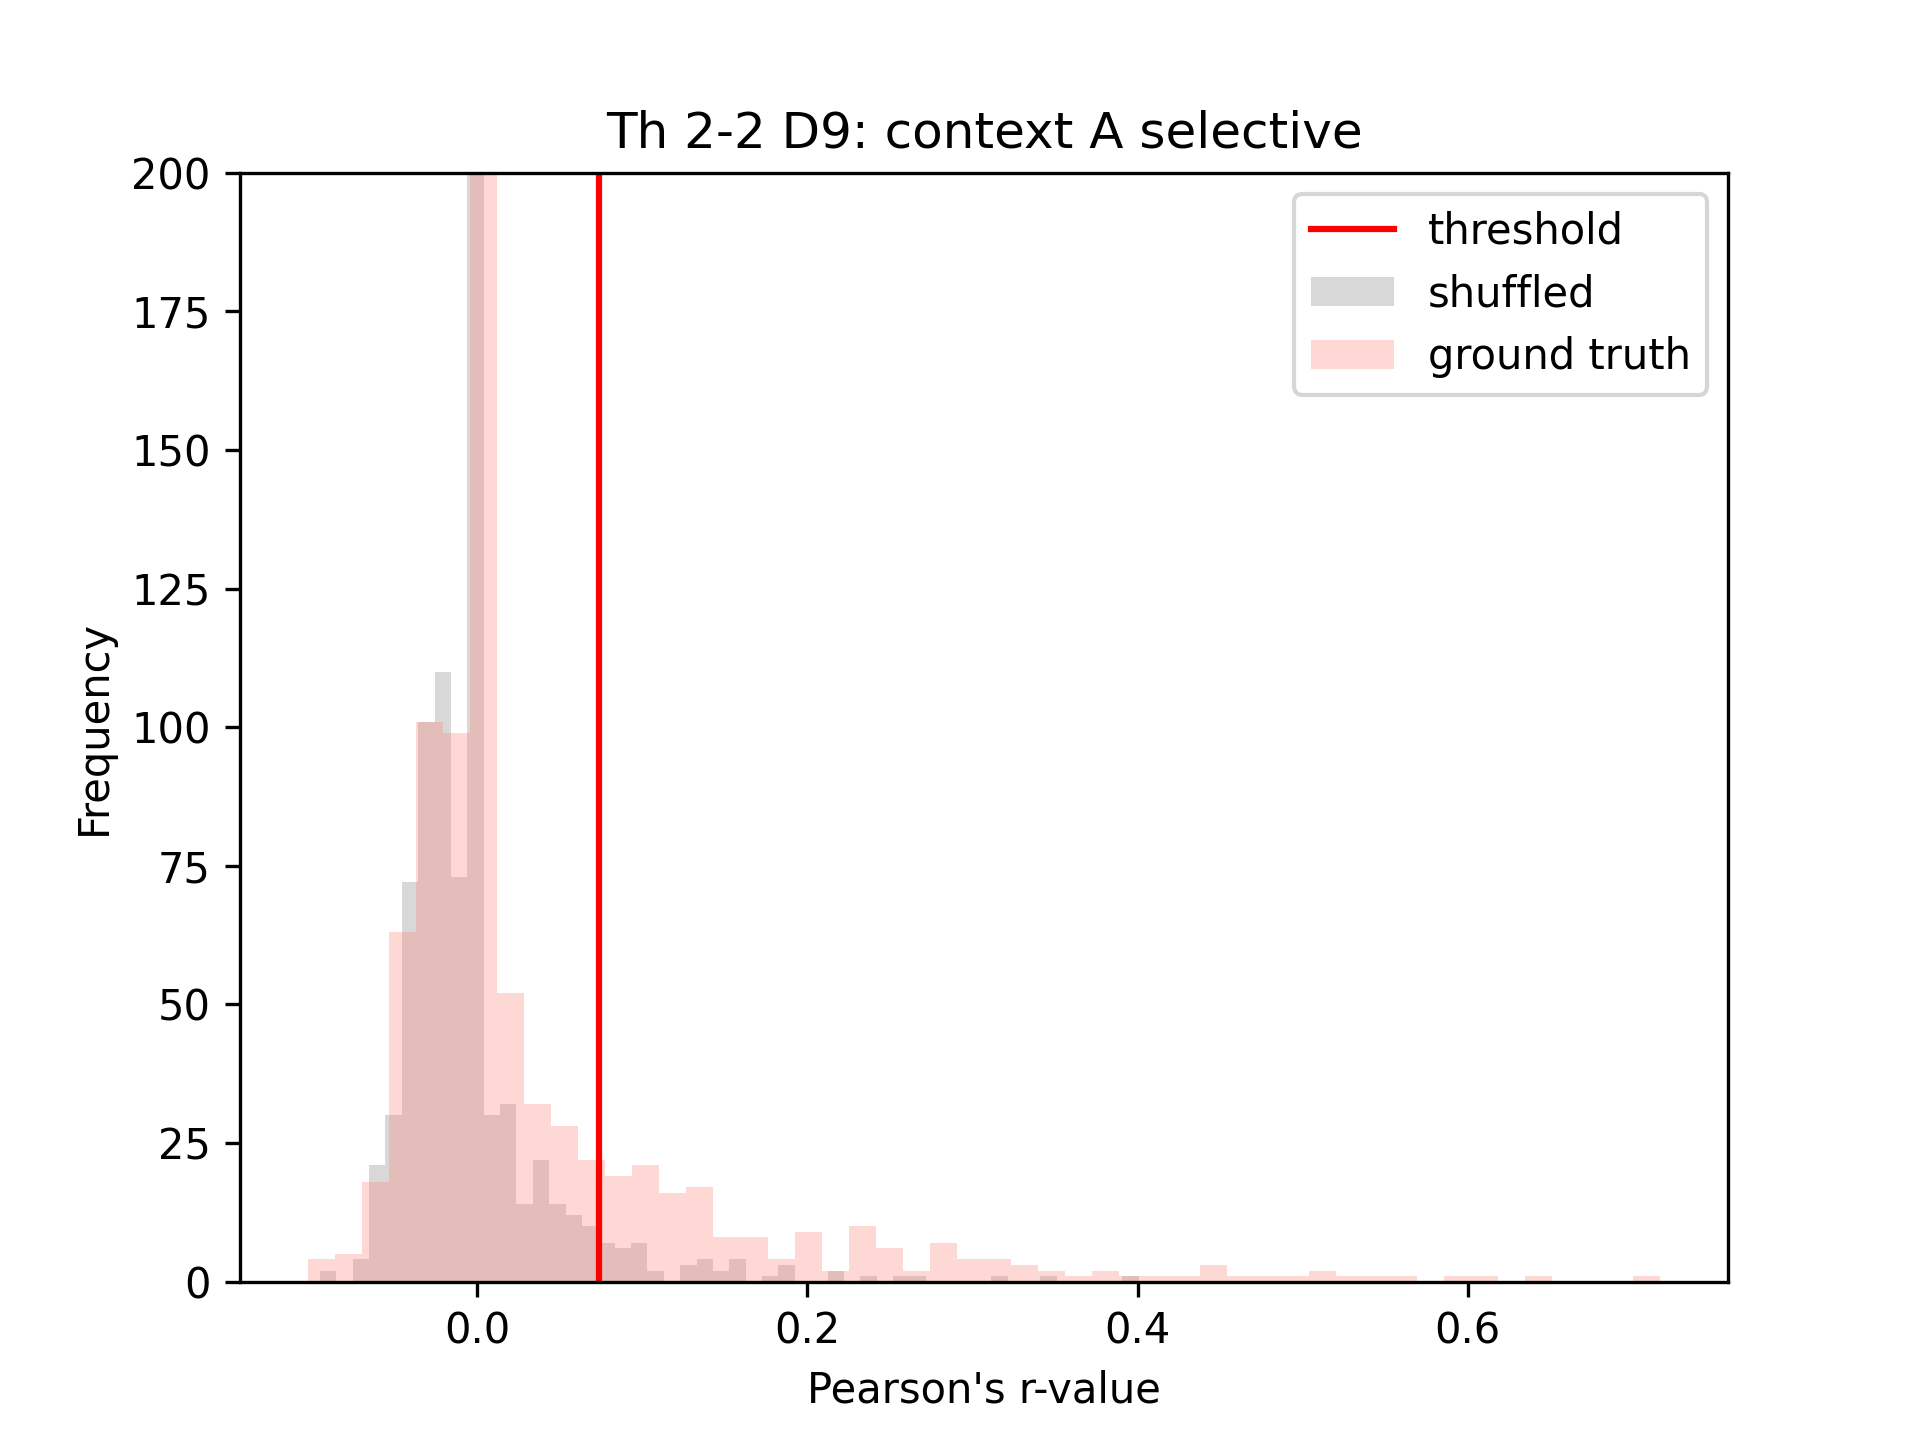 Th 2-2 D9: context A selective
200
175
150
125
100
75
50
25
0
Frequency
threshold
shuffled
ground truth
0.0
0.2
0.4
0.6
Pearson's r-value